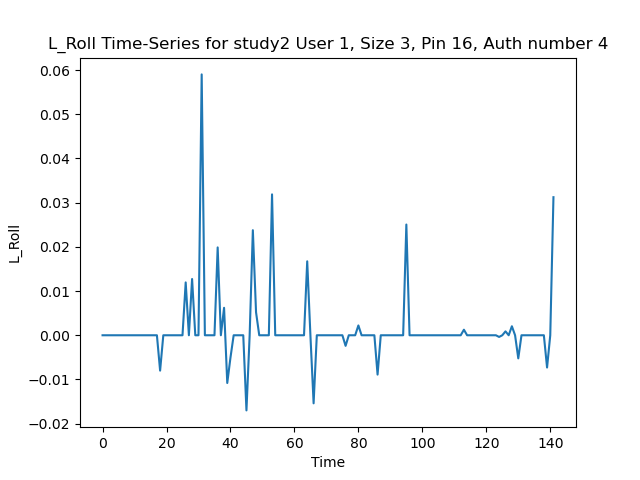 L_Roll Time-Series for study2 User 1, Size 3, Pin 16, Auth number 4
0.06
0.05
0.04
0.03
0.02
0.01
0.00
−0.01
−0.02
L_Roll
0 20 40 60 80 100 120 140
Time